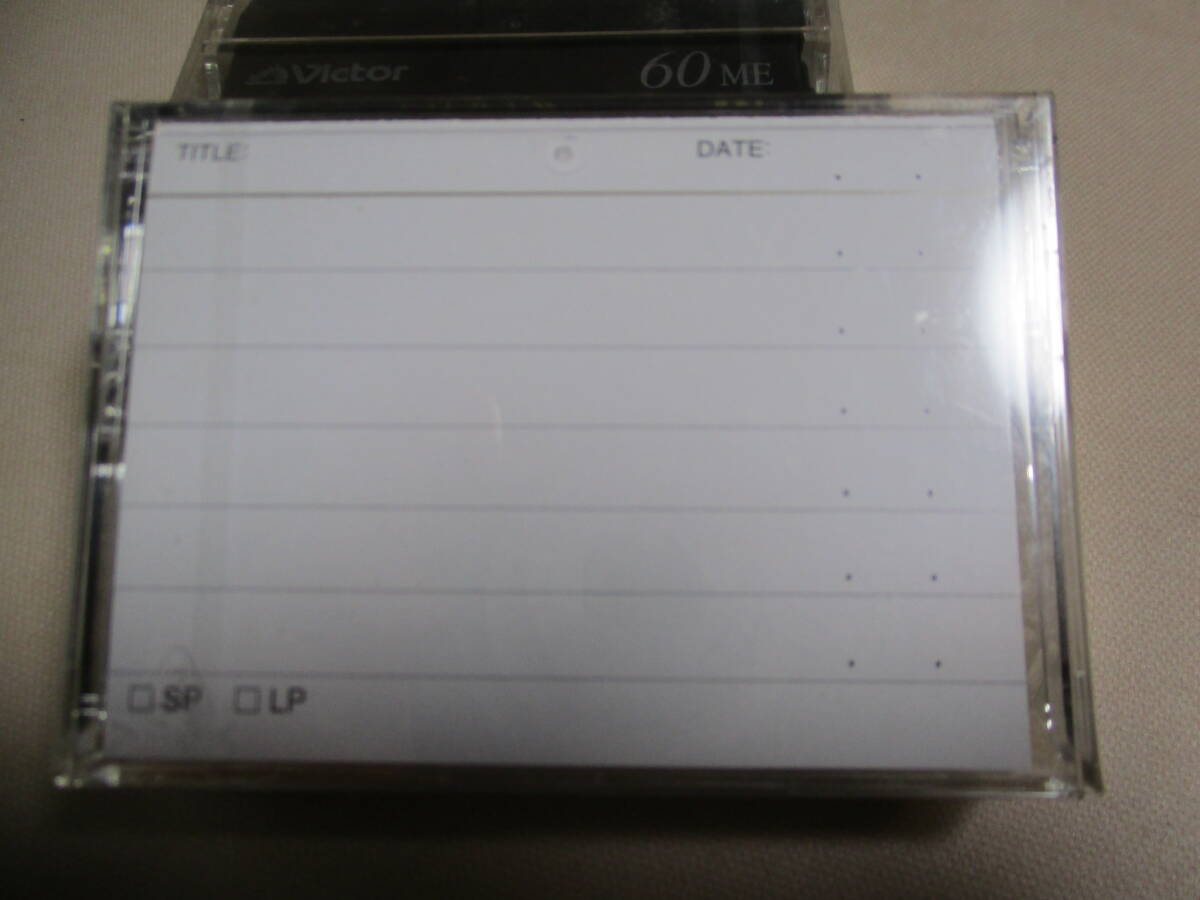 Victor 60 ME
TITLE: DATE:
. .
. .
. .
. .
. .
. .
. .
☐ SP ☐ LP